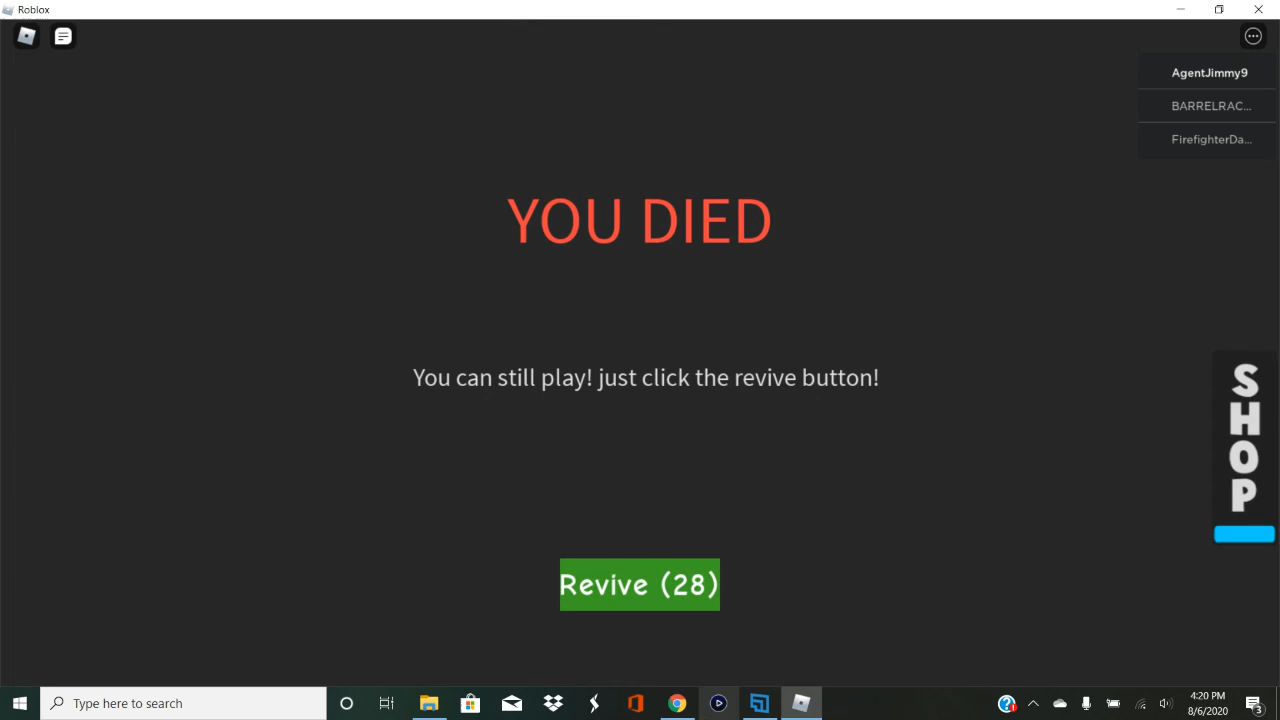 Roblox
AgentJimmy9
BARRELRAC...
FirefighterDa...
YOU DIED
You can still play! just click the revive button!
SHOP
Revive (28)
Type here to search
4:20 PM
8/6/2020
3